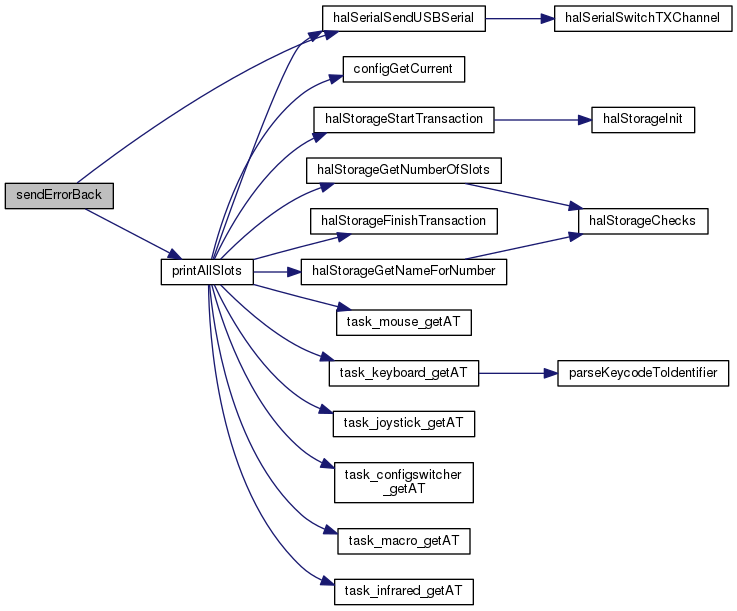 halSerialSendUSBSerial
halSerialSwitchTXChannel
configGetCurrent
halStorageStartTransaction
halStorageInit
halStorageGetNumberOfSlots
sendErrorBack
halStorageFinishTransaction
halStorageChecks
printAllSlots
halStorageGetNameForNumber
task_mouse_getAT
task_keyboard_getAT
parseKeycodeToIdentifier
task_joystick_getAT
task_configswitcher
_getAT
task_macro_getAT
task_infrared_getAT